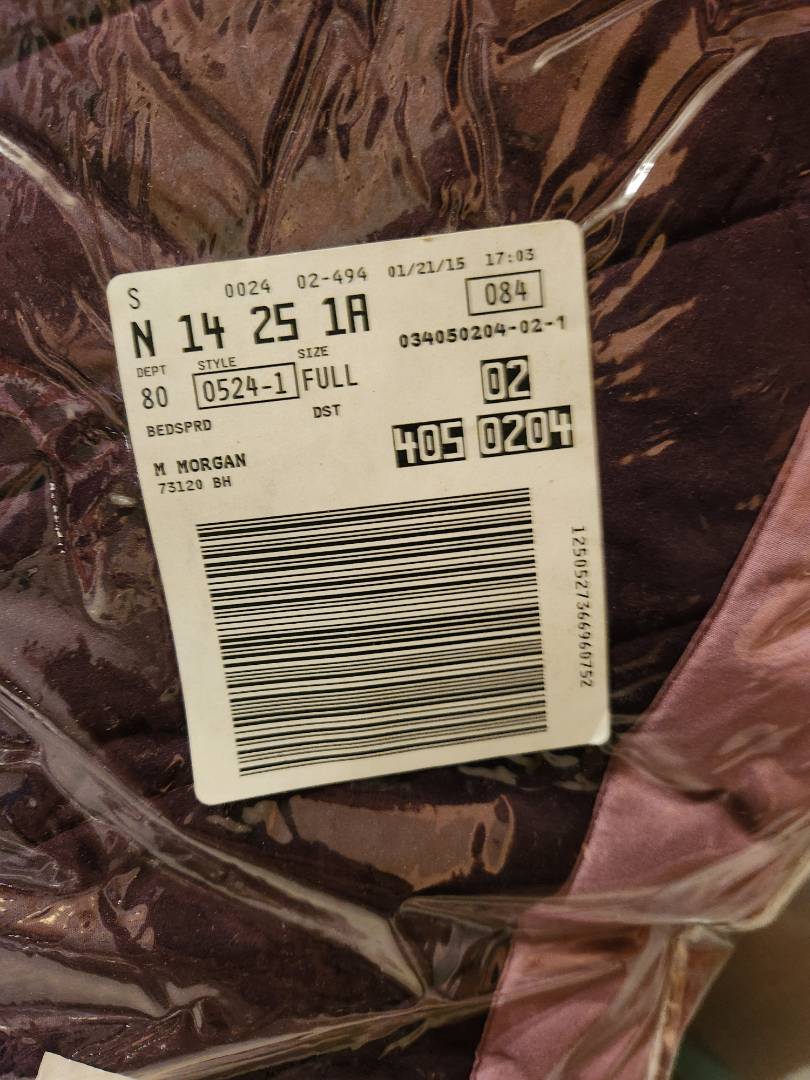 S 0024 02-494 01/21/15 17:03
N 14 25 1A 084
034050204-02-1
DEPT STYLE SIZE
80 0524-1 FULL 02
BEDSPRD DST
405 0204
M MORGAN
73120 BH
1250527366960752